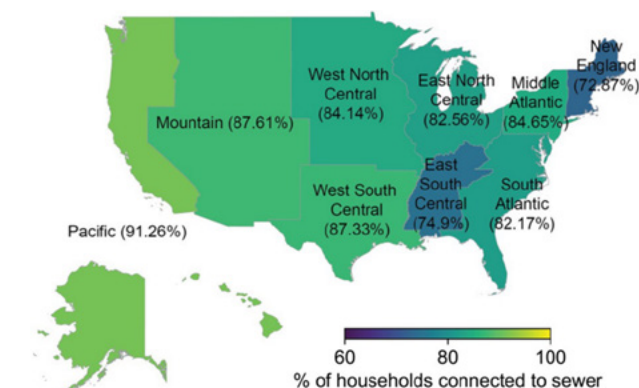 New
England
(72.87%)
West North
Central
(84.14%)
East North
Central
(82.56%)
Middle
Atlantic
(84.65%)
Mountain (87.61%)
East
South
Central
(74.9%)
West South
Central
(87.33%)
South
Atlantic
(82.17%)
Pacific (91.26%)
60 80 100
% of households connected to sewer